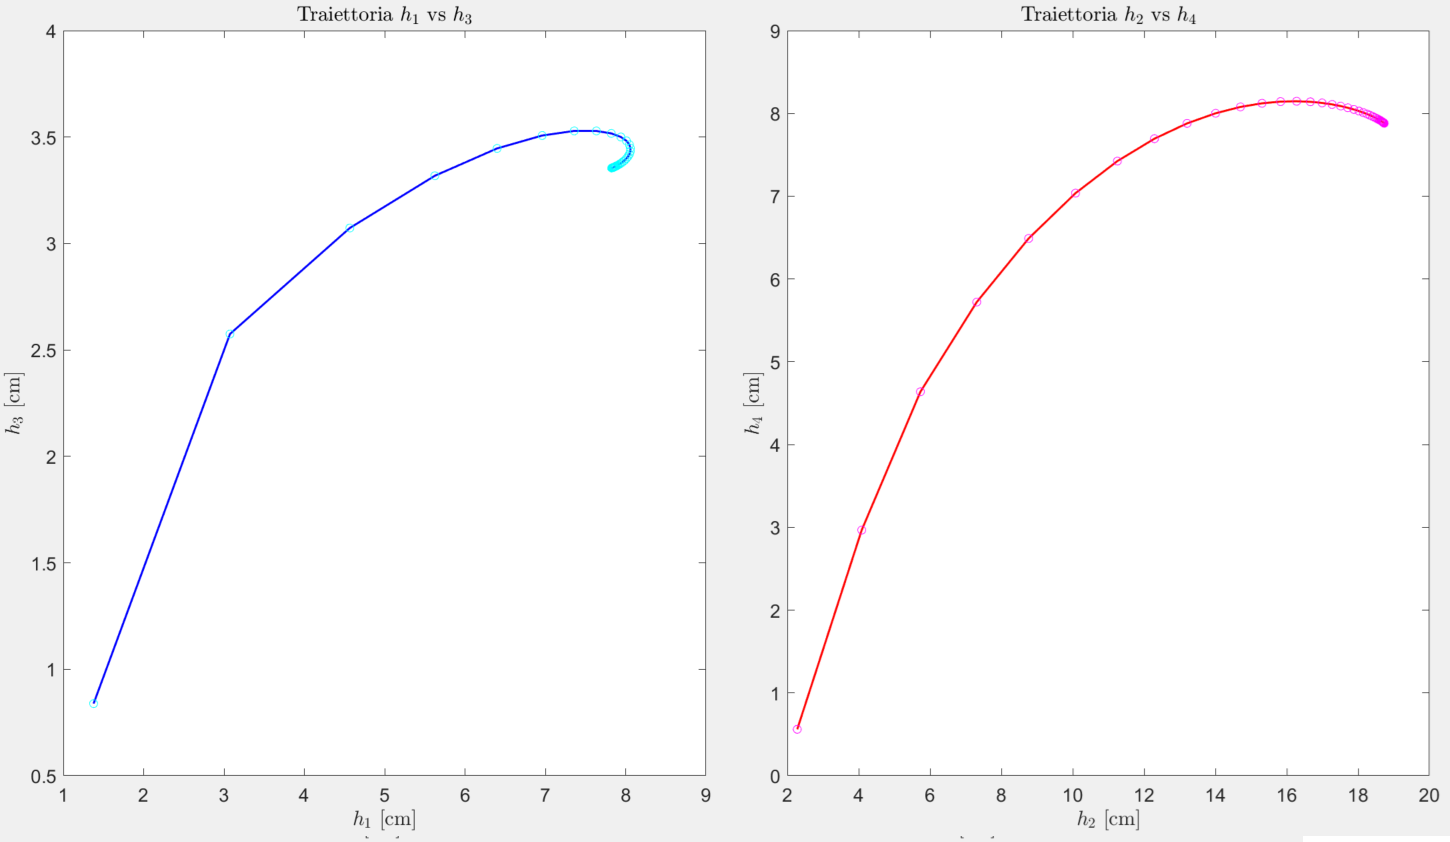 Traiettoria h₁ vs h₃
4
3.5
3
2.5
2
1.5
1
0.5
h₃ [cm]
1 2 3 4 5 6 7 8 9
h₁ [cm]
Traiettoria h₂ vs h₄
9
8
7
6
5
4
3
2
1
0
h₄ [cm]
2 4 6 8 10 12 14 16 18 20
h₂ [cm]